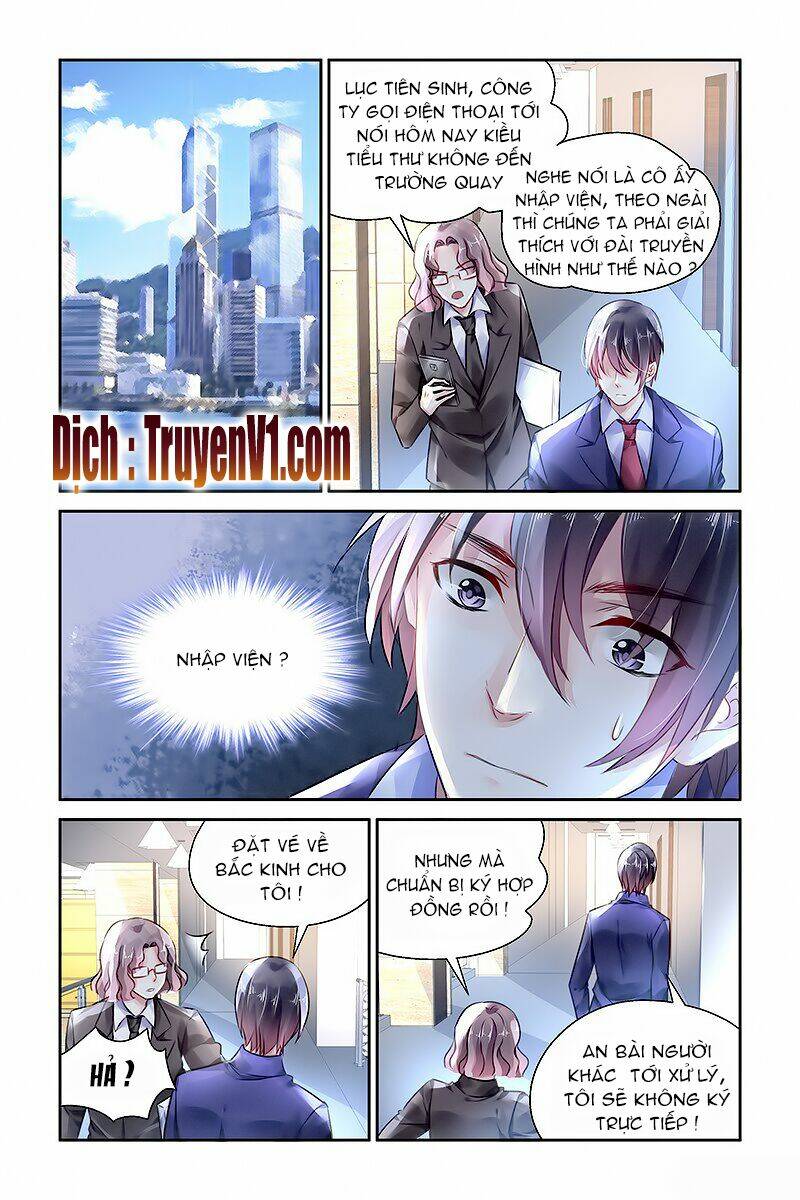 LỤC TIÊN SINH, CÔNG
TY GỌI ĐIỆN THOẠI TỚI
NÓI HÔM NAY KIỀU
TIỂU THƯ KHÔNG ĐẾN
TRƯỜNG QUAY
NGHE NÓI LÀ CÔ ẤY
NHẬP VIỆN, THEO NGÀI
THÌ CHÚNG TA PHẢI GIẢI
THÍCH VỚI ĐÀI TRUYỀN
HÌNH NHƯ THẾ NÀO ?
Dịch : TruyenV1.com
NHẬP VIỆN ?
ĐẶT VÉ VỀ
BẮC KINH CHO
TÔI !
HẢ ?
NHƯNG MÀ
CHUẨN BỊ KÝ HỢP
ĐỒNG RỒI !
AN BÀI NGƯỜI
KHÁC TỚI XỬ LÝ,
TÔI SẼ KHÔNG KÝ
TRỰC TIẾP !